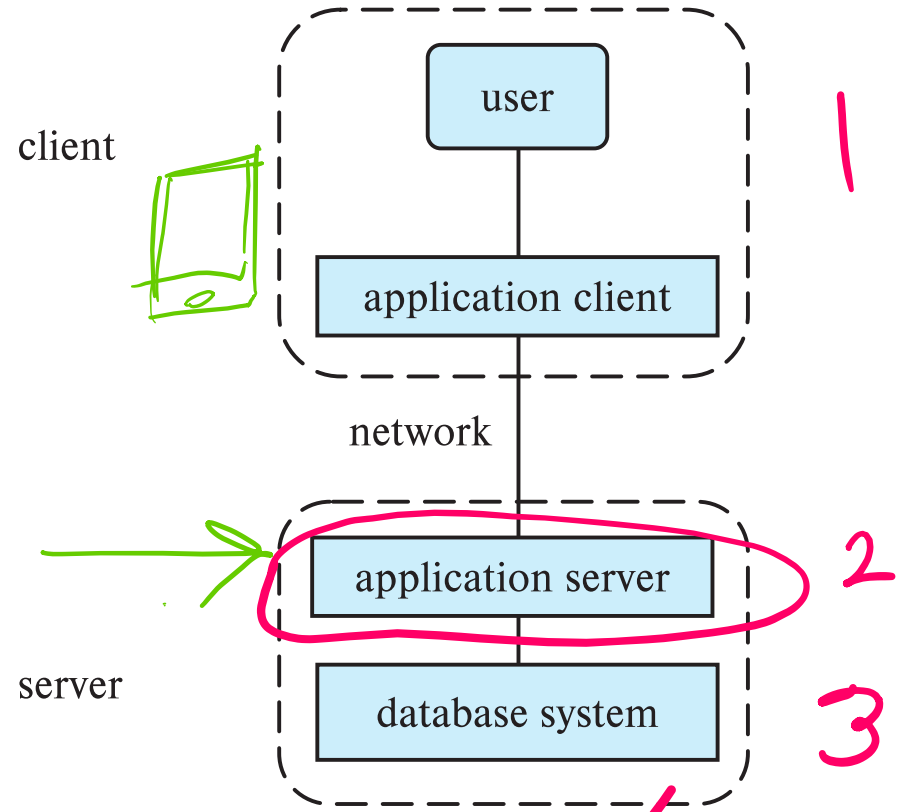 user
client
1
application client
network
application server
2
server
database system
3